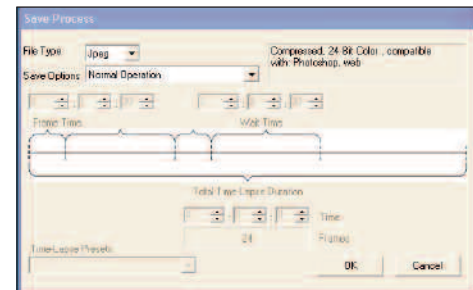 Save Process
File Type Jpeg
Compressed, 24 Bit Color , compatible
with: Photoshop, web
Save Options Normal Operation
Frame Time Wait Time
Total Time Lapse Duration
Time
24 Frames
Time-Lapse Presets
OK Cancel